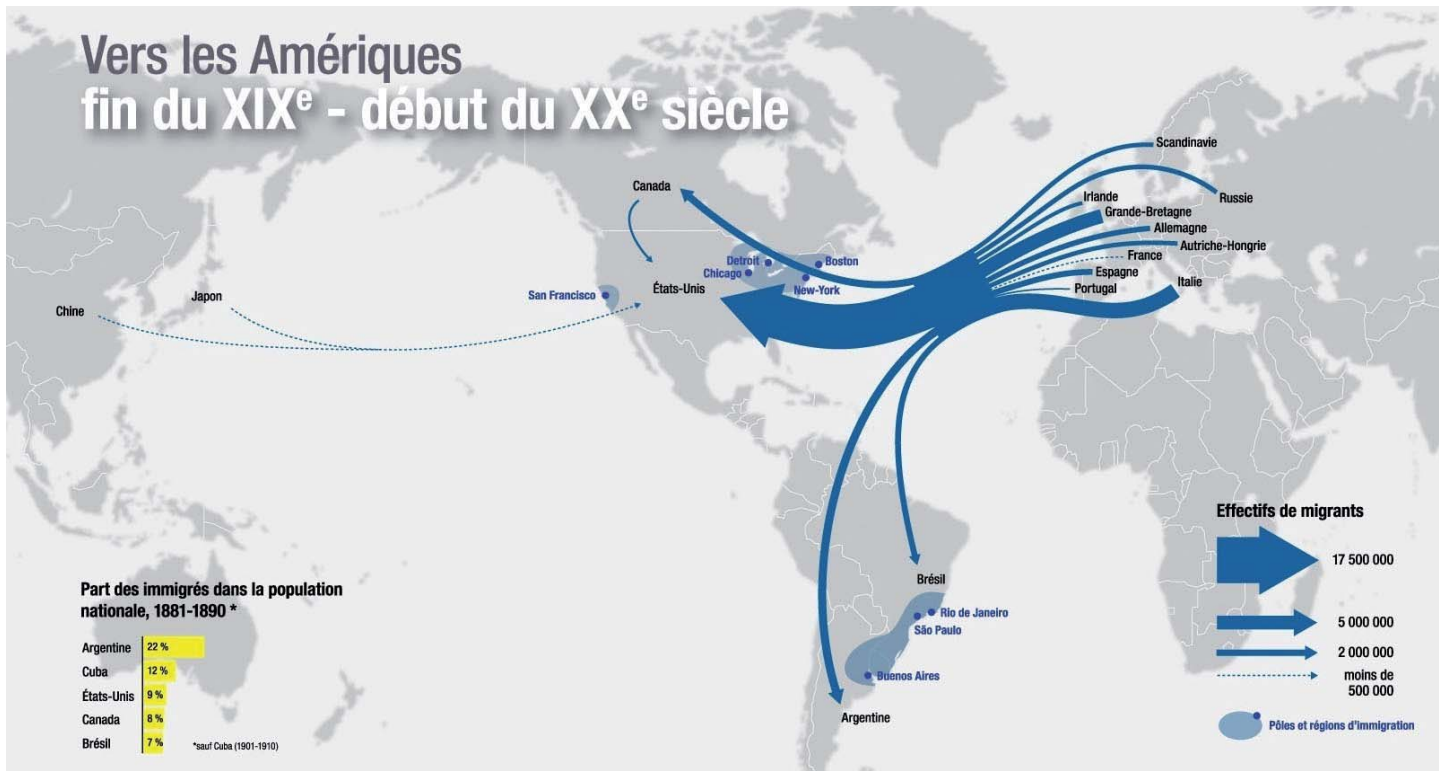 Vers les Amériques
fin du XIXe - début du XXe siècle
Scandinavie
Canada
Irlande
Russie
Grande-Bretagne
Allemagne
Autriche-Hongrie
France
Detroit
Boston
Chicago
Espagne
Italie
États-Unis
New-York
Portugal
San Francisco
Japon
Chine
Effectifs de migrants
17 500 000
5 000 000
2 000 000
moins de
500 000
Pôles et régions d'immigration
Brésil
Rio de Janeiro
São Paulo
Buenos Aires
Argentine
Part des immigrés dans la population
nationale, 1881-1890 *
Argentine 22 %
Cuba 12 %
États-Unis 9 %
Canada 8 %
Brésil 7 %
*sauf Cuba (1901-1910)